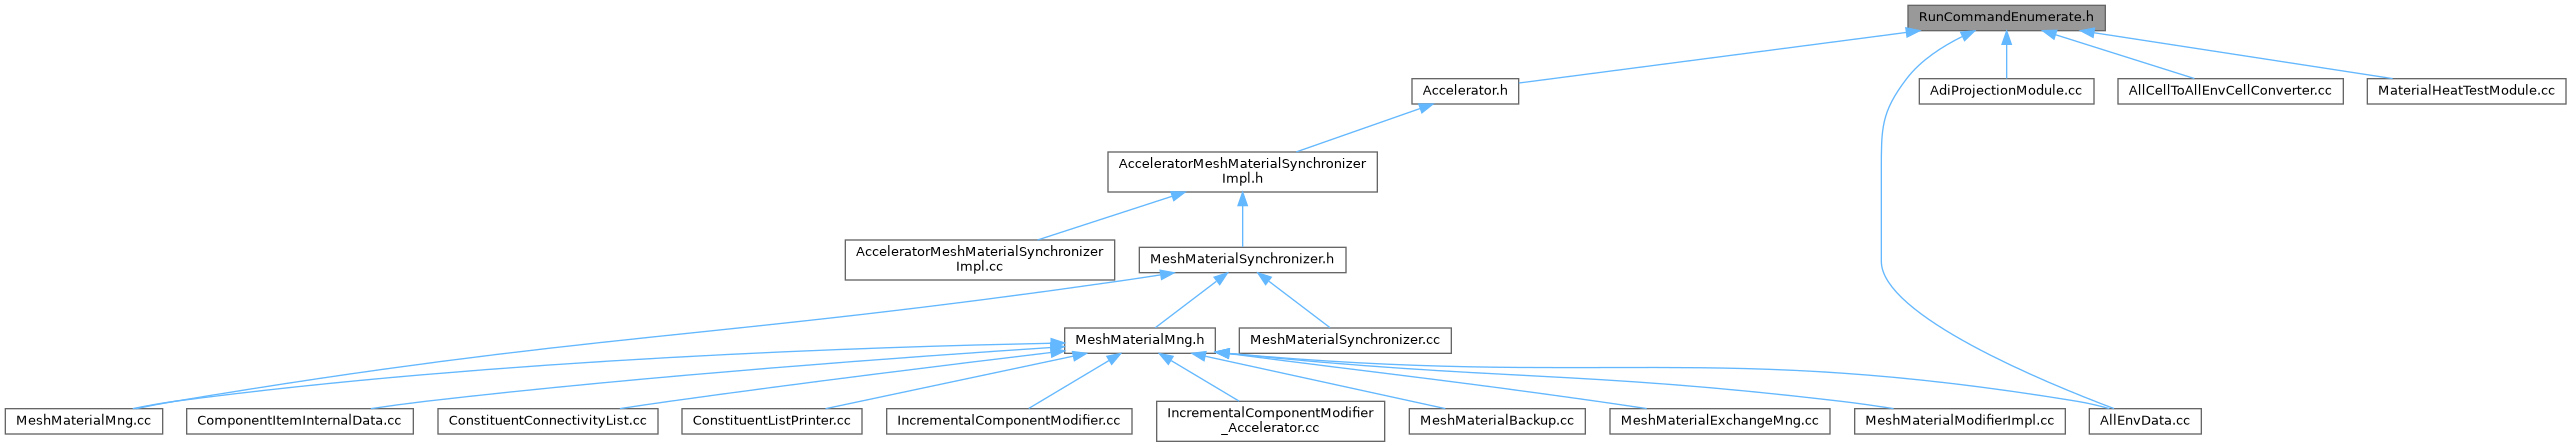 RunCommandEnumerate.h
Accelerator.h
AdiProjectionModule.cc
AllCellToAllEnvCellConverter.cc
MaterialHeatTestModule.cc
AcceleratorMeshMaterialSynchronizer
Impl.h
AcceleratorMeshMaterialSynchronizer
Impl.cc
MeshMaterialSynchronizer.h
MeshMaterialMng.h
MeshMaterialSynchronizer.cc
MeshMaterialMng.cc
ComponentItemInternalData.cc
ConstituentConnectivityList.cc
ConstituentListPrinter.cc
IncrementalComponentModifier.cc
IncrementalComponentModifier
_Accelerator.cc
MeshMaterialBackup.cc
MeshMaterialExchangeMng.cc
MeshMaterialModifierImpl.cc
AllEnvData.cc